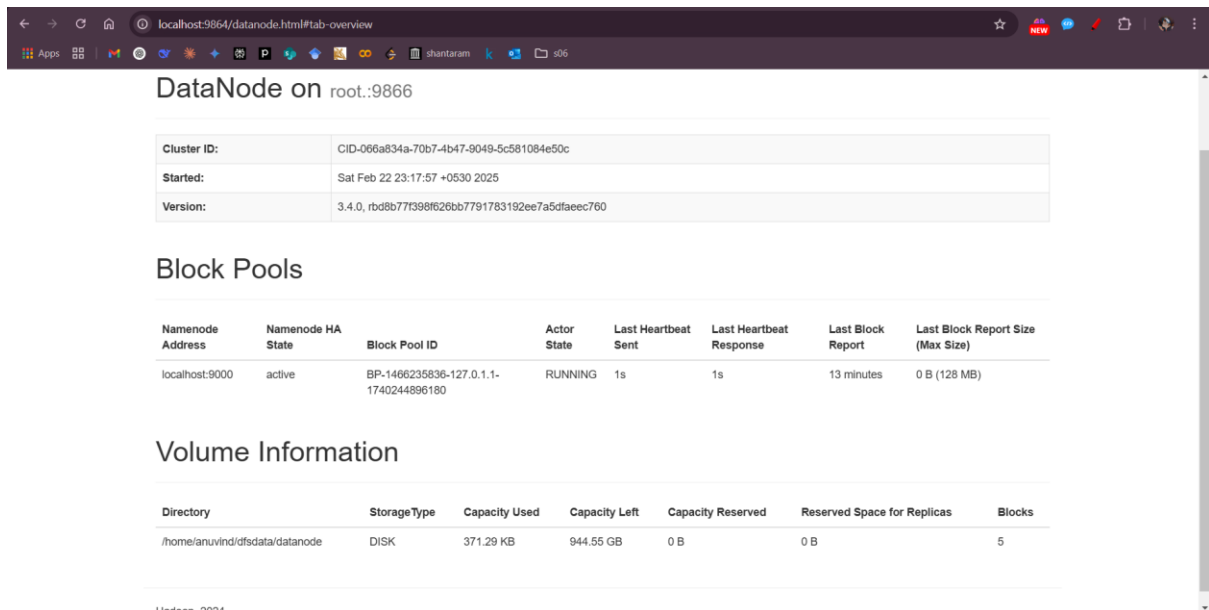 localhost:9864/datanode.html#tab-overview
NEW
Apps
shantaram
s06
DataNode on root.:9866
Cluster ID: CID-066a834a-70b7-4b47-9049-5c581084e50c
Started: Sat Feb 22 23:17:57 +0530 2025
Version: 3.4.0, rbd8b77f398f626bb7791783192ee7a5dfaeec760
Block Pools
Namenode Namenode HA Actor Last Heartbeat Last Heartbeat Last Block Last Block Report Size
Address State Block Pool ID State Sent Response Report (Max Size)
localhost:9000 active BP-1466235836-127.0.1.1- RUNNING 1s 1s 13 minutes 0 B (128 MB)
1740244896180
Volume Information
Directory StorageType Capacity Used Capacity Left Capacity Reserved Reserved Space for Replicas Blocks
/home/anuvind/dfsdata/datanode DISK 371.29 KB 944.55 GB 0 B 0 B 5